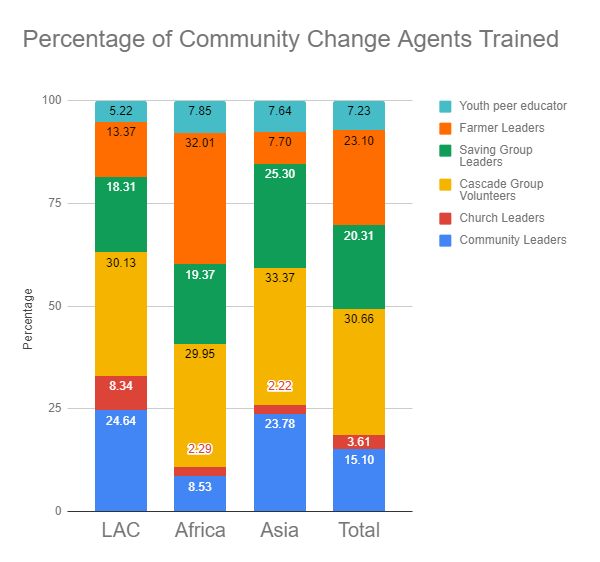 Percentage of Community Change Agents Trained
100
75
50
25
0
Percentage
5.22
13.37
18.31
30.13
8.34
24.64
7.85
32.01
19.37
29.95
2.29
8.53
7.64
7.70
25.30
33.37
2.22
23.78
7.23
23.10
20.31
30.66
3.61
15.10
LAC
Africa
Asia
Total
Youth peer educator
Farmer Leaders
Saving Group
Leaders
Cascade Group
Volunteers
Church Leaders
Community Leaders